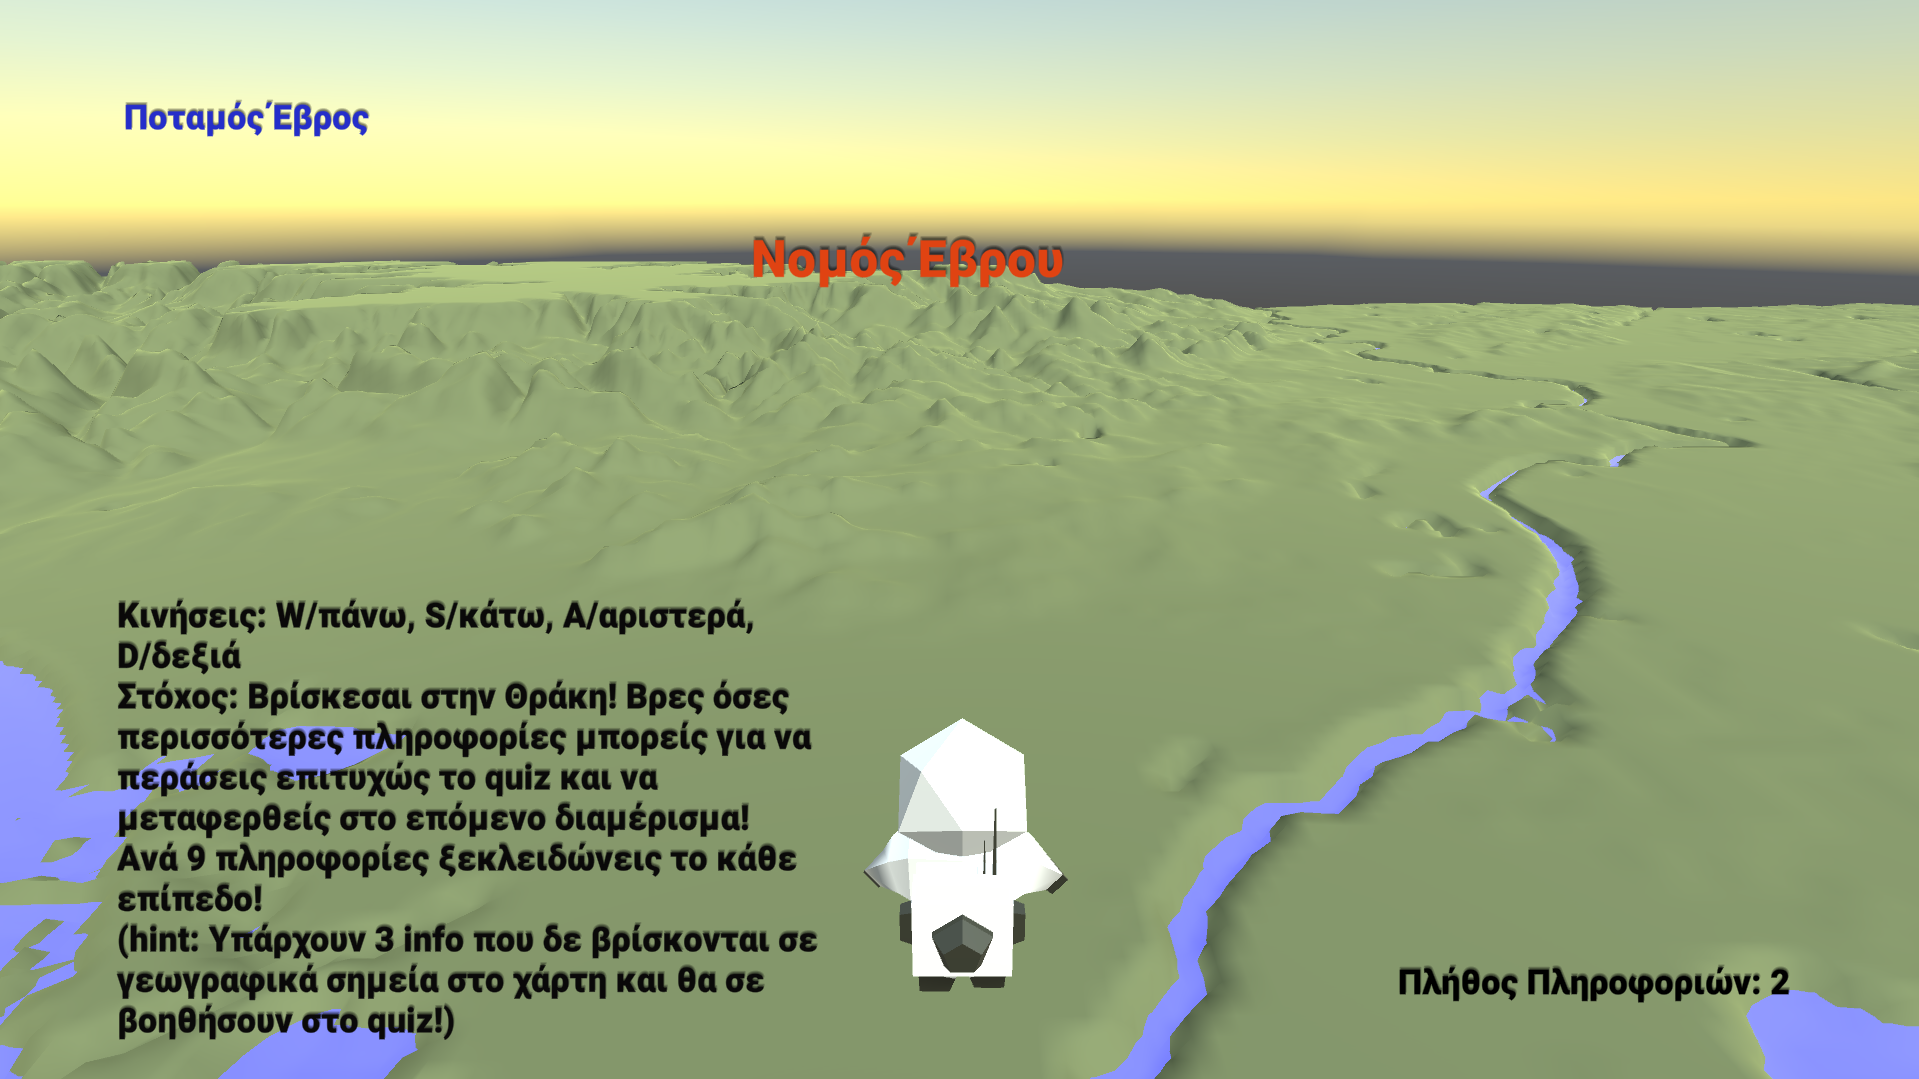 Ποταμός Έβρος
Νομός Έβρου
Κινήσεις: W/πάνω, S/κάτω, A/αριστερά,
D/δεξιά
Στόχος: Βρίσκεσαι στην Θράκη! Βρες όσες
περισσότερες πληροφορίες μπορείς για να
περάσεις επιτυχώς το quiz και να
μεταφερθείς στο επόμενο διαμέρισμα!
Ανά 9 πληροφορίες ξεκλειδώνεις το κάθε
επίπεδο!
(hint: Υπάρχουν 3 info που δε βρίσκονται σε
γεωγραφικά σημεία στο χάρτη και θα σε
βοηθήσουν στο quiz!)
Πλήθος Πληροφοριών: 2